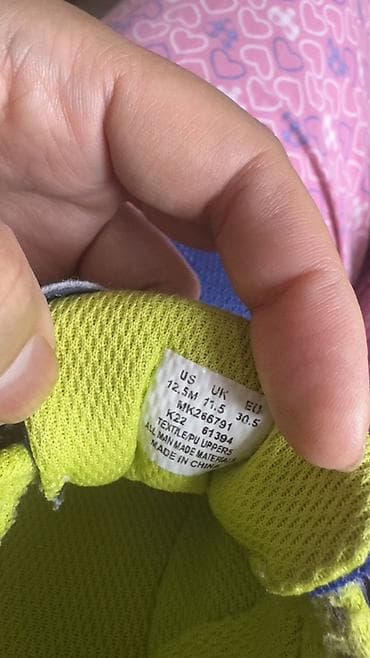 US UK EU
12.5M 11.5 30.5
MK266791
K22 61394
TEXTILE/PU UPPERS
ALL MAN MADE MATERIALS
MADE IN CHINA